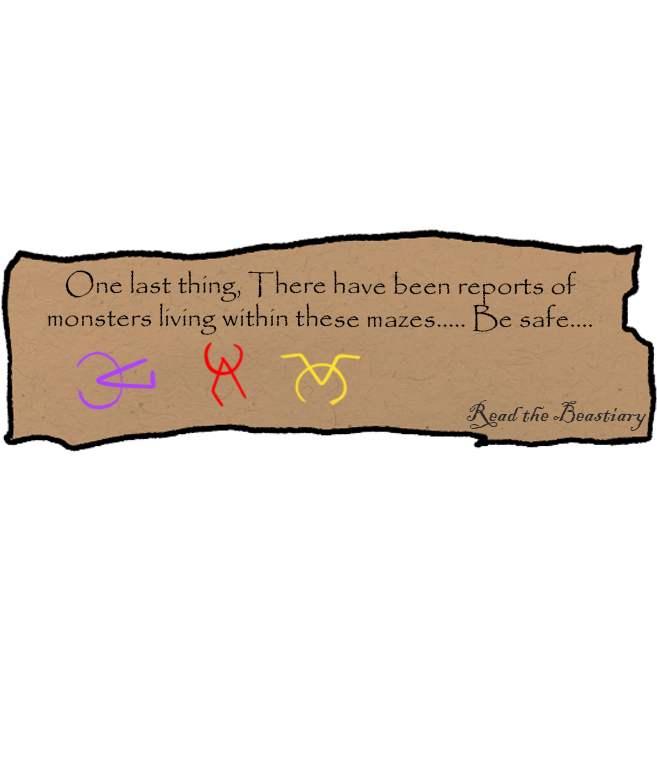 One last thing, There have been reports of
monsters living within these mazes..... Be safe....
Read the Beastiary